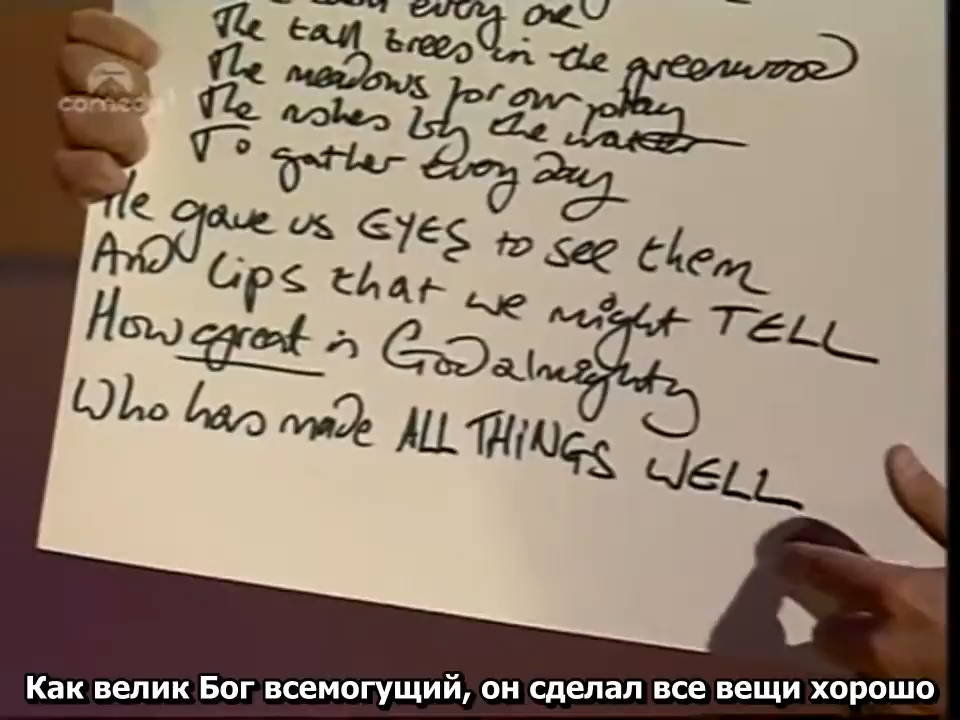 every one
The tall trees in the greenwood
The meadows for our play
The rushes by the water
To gather every day
He gave us EYES to see them
And lips that we might TELL
How great is God almighty
Who has made ALL THINGS WELL
Как велик Бог всемогущий, он сделал все вещи хорошо